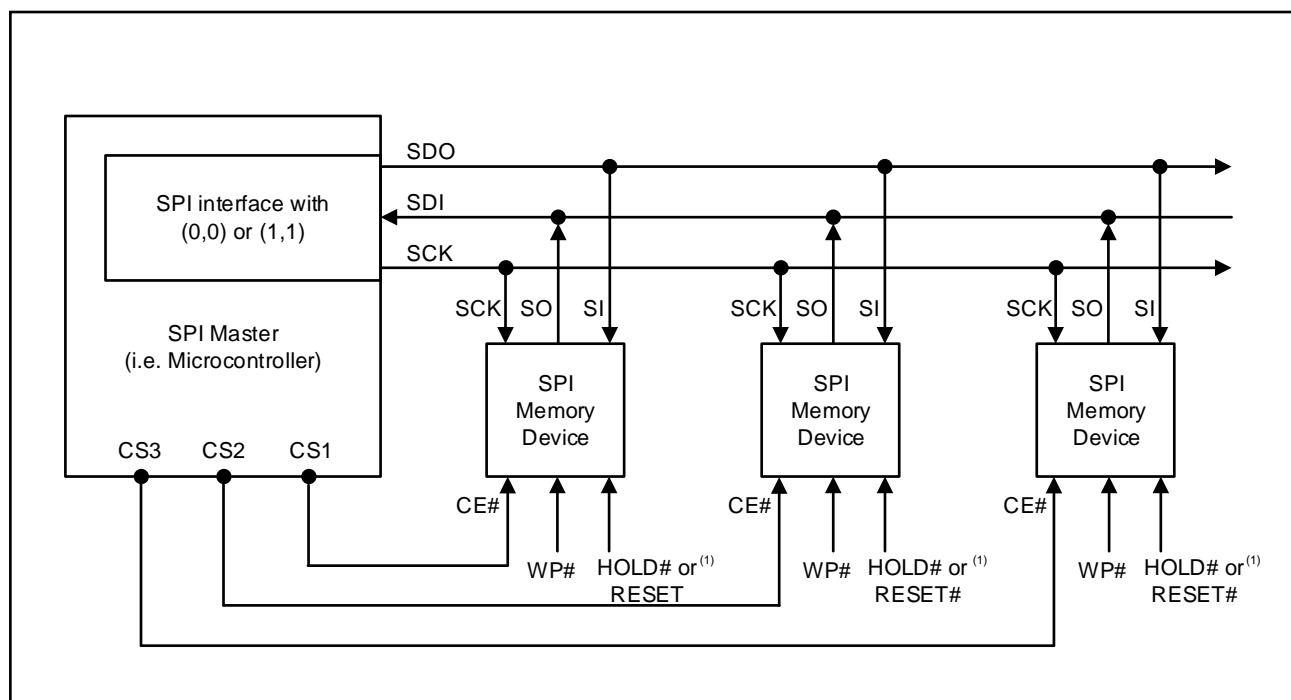 SDO
SPI interface with
(0,0) or (1,1)
SDI
SCK
SPI Master
(i.e. Microcontroller)
SCK SO SI
SCK SO SI
SCK SO SI
SPI
Memory
Device
SPI
Memory
Device
SPI
Memory
Device
CS3 CS2 CS1
CE#
WP#
HOLD# or (1)
RESET
CE#
WP#
HOLD# or (1)
RESET#
CE#
WP#
HOLD# or (1)
RESET#